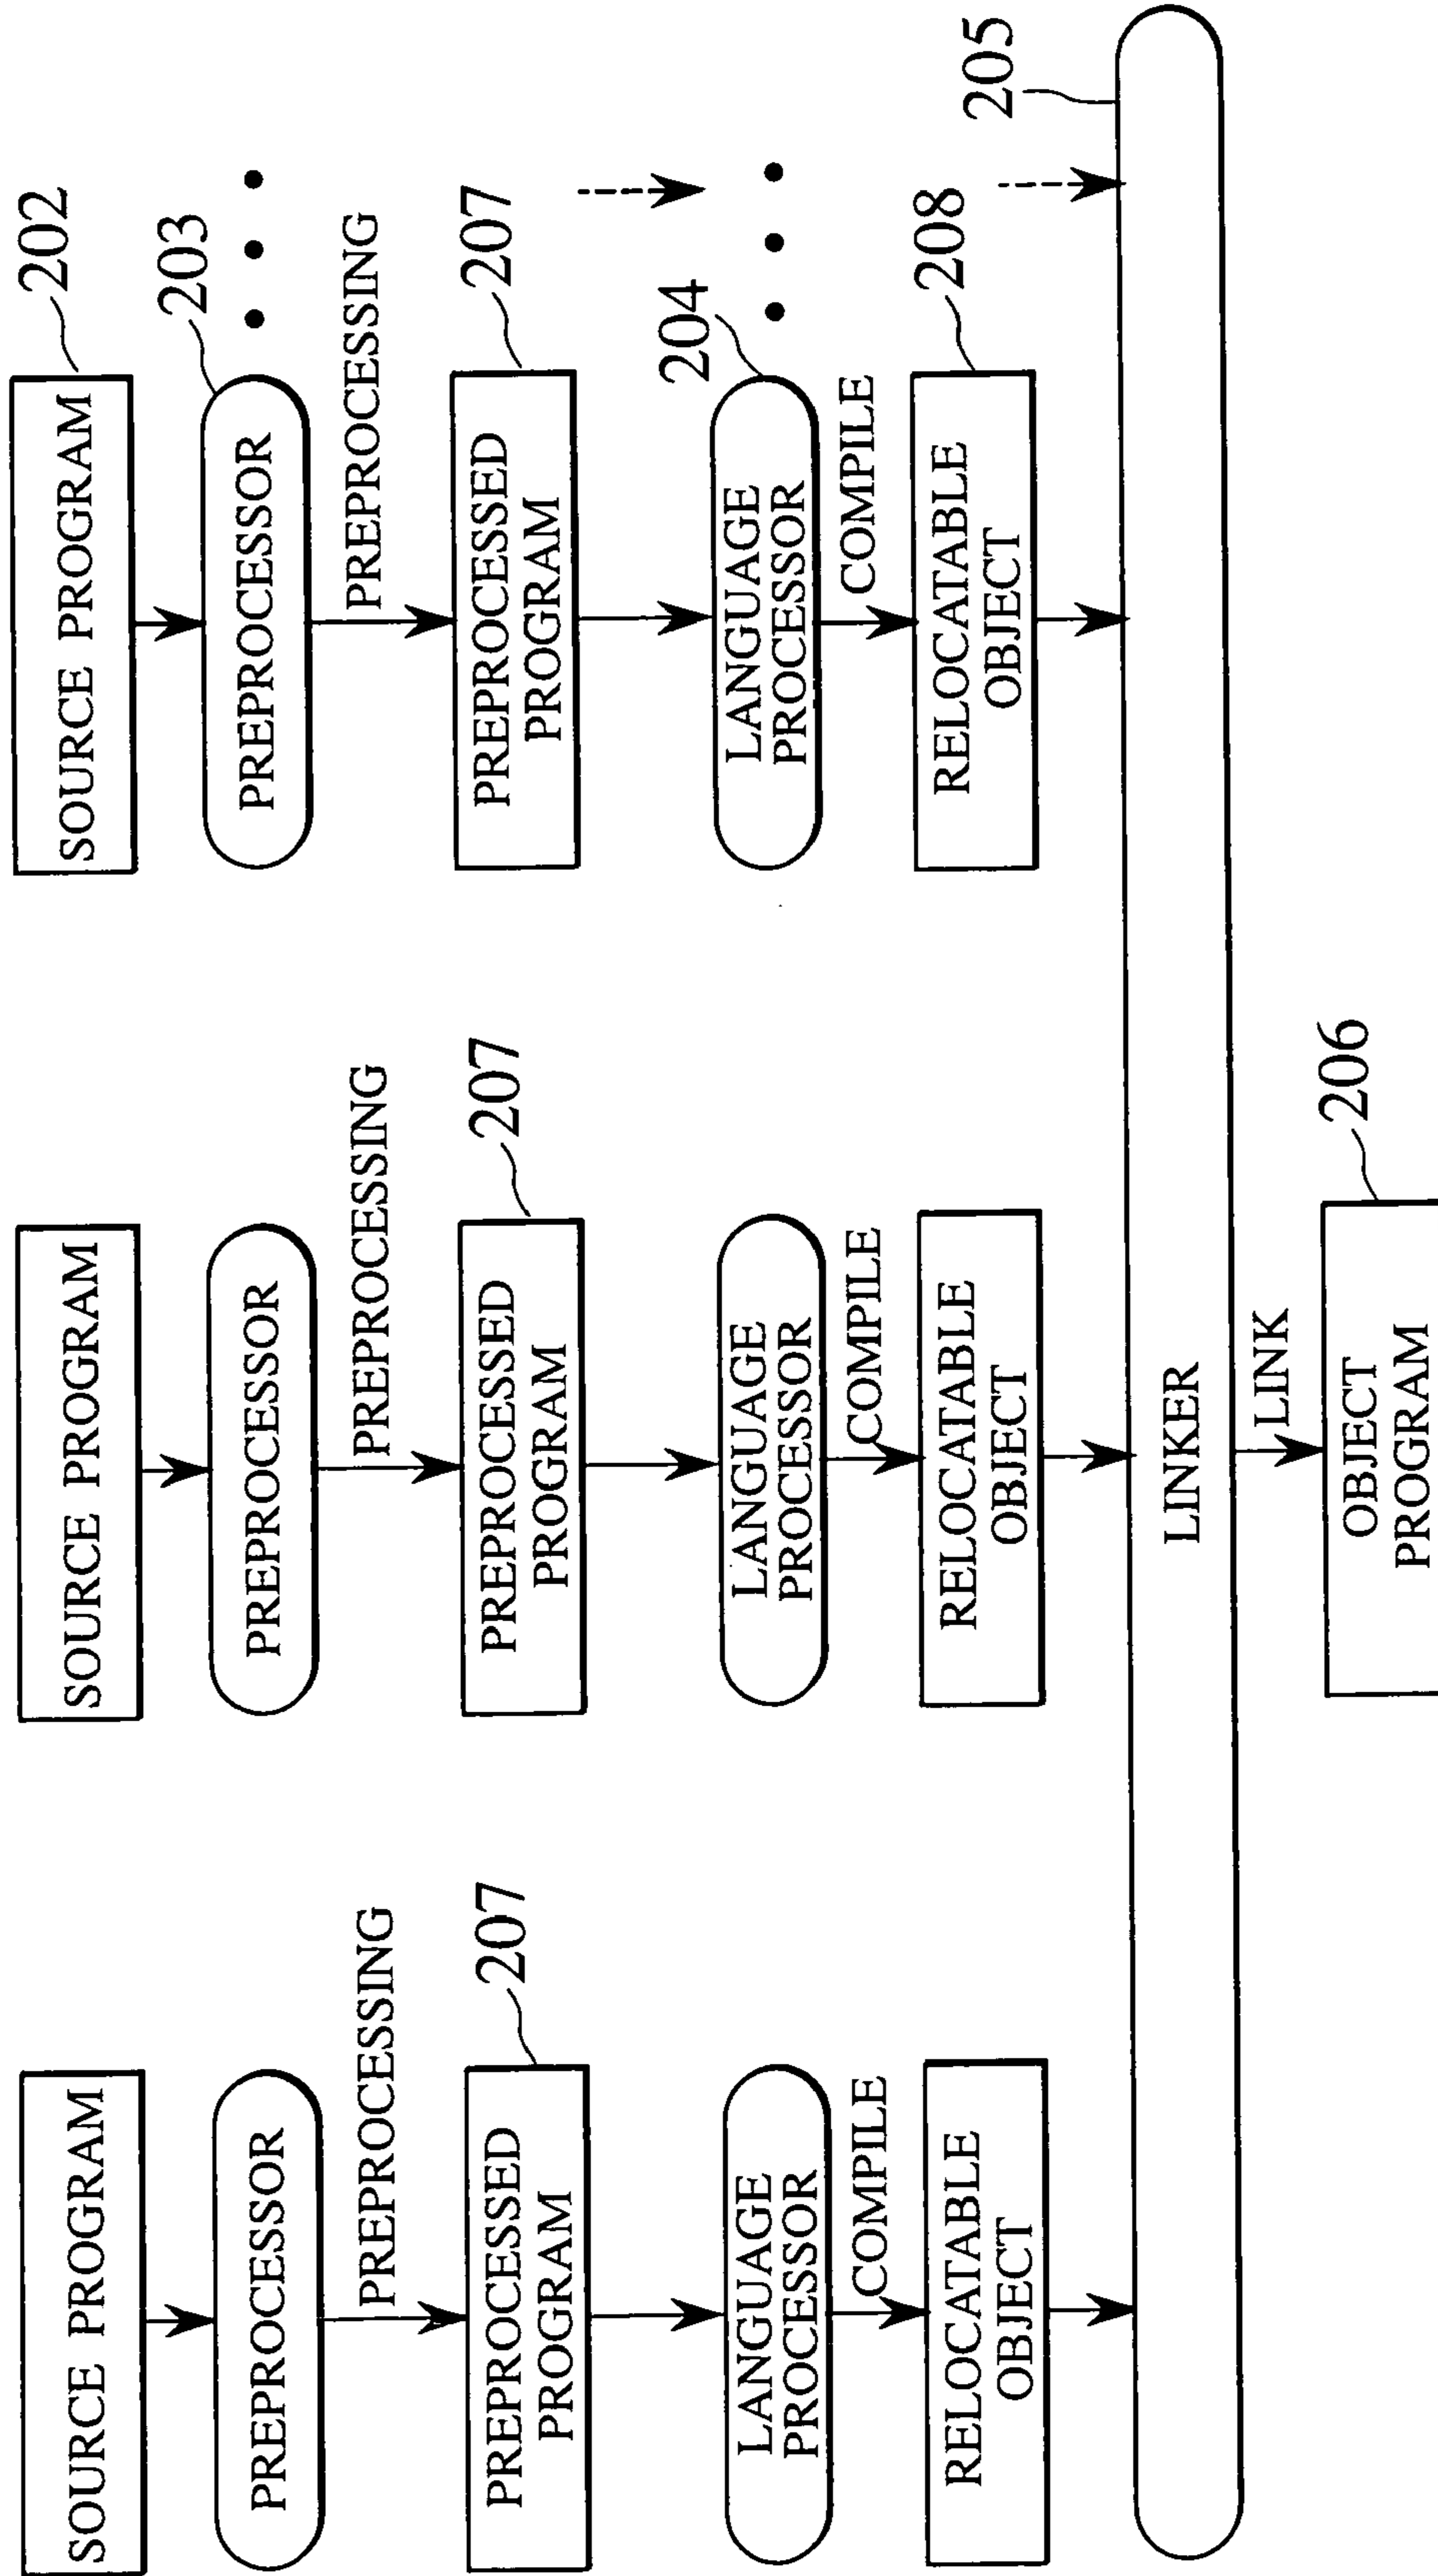 SOURCE PROGRAM
SOURCE PROGRAM
SOURCE PROGRAM
202
PREPROCESSOR
PREPROCESSOR
PREPROCESSOR
203
PREPROCESSING
PREPROCESSING
PREPROCESSING
PREPROCESSED
PROGRAM
207
PREPROCESSED
PROGRAM
207
PREPROCESSED
PROGRAM
207
LANGUAGE
PROCESSOR
LANGUAGE
PROCESSOR
LANGUAGE
PROCESSOR
204
COMPILE
COMPILE
COMPILE
RELOCATABLE
OBJECT
RELOCATABLE
OBJECT
RELOCATABLE
OBJECT
208
LINKER
205
LINK
OBJECT
PROGRAM
206